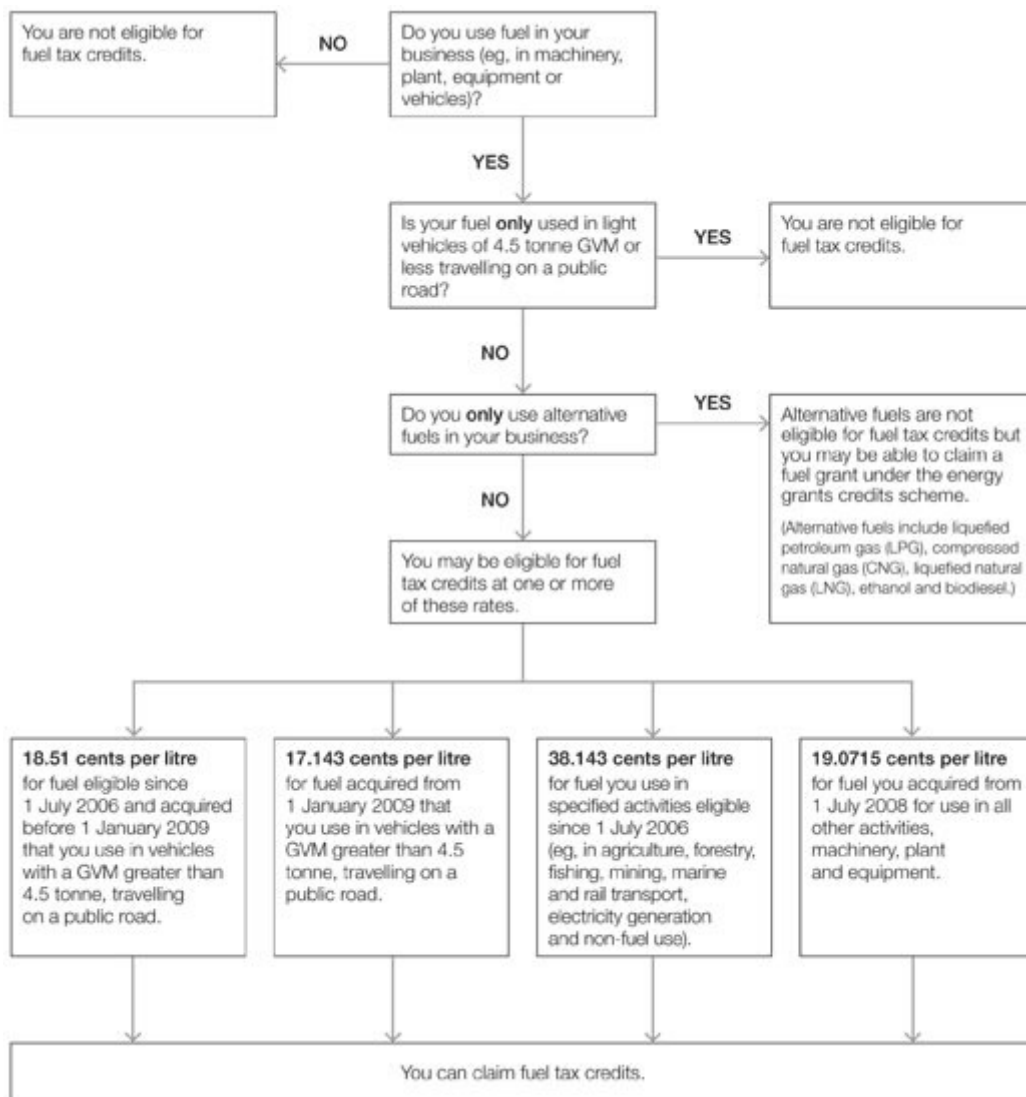 You are not eligible for
fuel tax credits.
NO
Do you use fuel in your
business (eg, in machinery,
plant, equipment or
vehicles)?
YES
Is your fuel only used in light
vehicles of 4.5 tonne GVM or
less travelling on a public
road?
YES
You are not eligible for
fuel tax credits.
NO
Do you only use alternative
fuels in your business?
YES
Alternative fuels are not
eligible for fuel tax credits but
you may be able to claim a
fuel grant under the energy
grants credits scheme.
(Alternative fuels include liquefied
petroleum gas (LPG), compressed
natural gas (CNG), liquefied natural
gas (LNG), ethanol and biodiesel.)
NO
You may be eligible for fuel
tax credits at one or more
of these rates.
18.51 cents per litre
for fuel eligible since
1 July 2006 and acquired
before 1 January 2009
that you use in vehicles
with a GVM greater than
4.5 tonne, travelling
on a public road.
17.143 cents per litre
for fuel acquired from
1 January 2009 that
you use in vehicles with a
GVM greater than 4.5
tonne, travelling on a
public road.
38.143 cents per litre
for fuel you use in
specified activities eligible
since 1 July 2006
(eg, in agriculture, forestry,
fishing, mining, marine
and rail transport,
electricity generation
and non-fuel use).
19.0715 cents per litre
for fuel you acquired from
1 July 2008 for use in all
other activities,
machinery, plant
and equipment.
You can claim fuel tax credits.